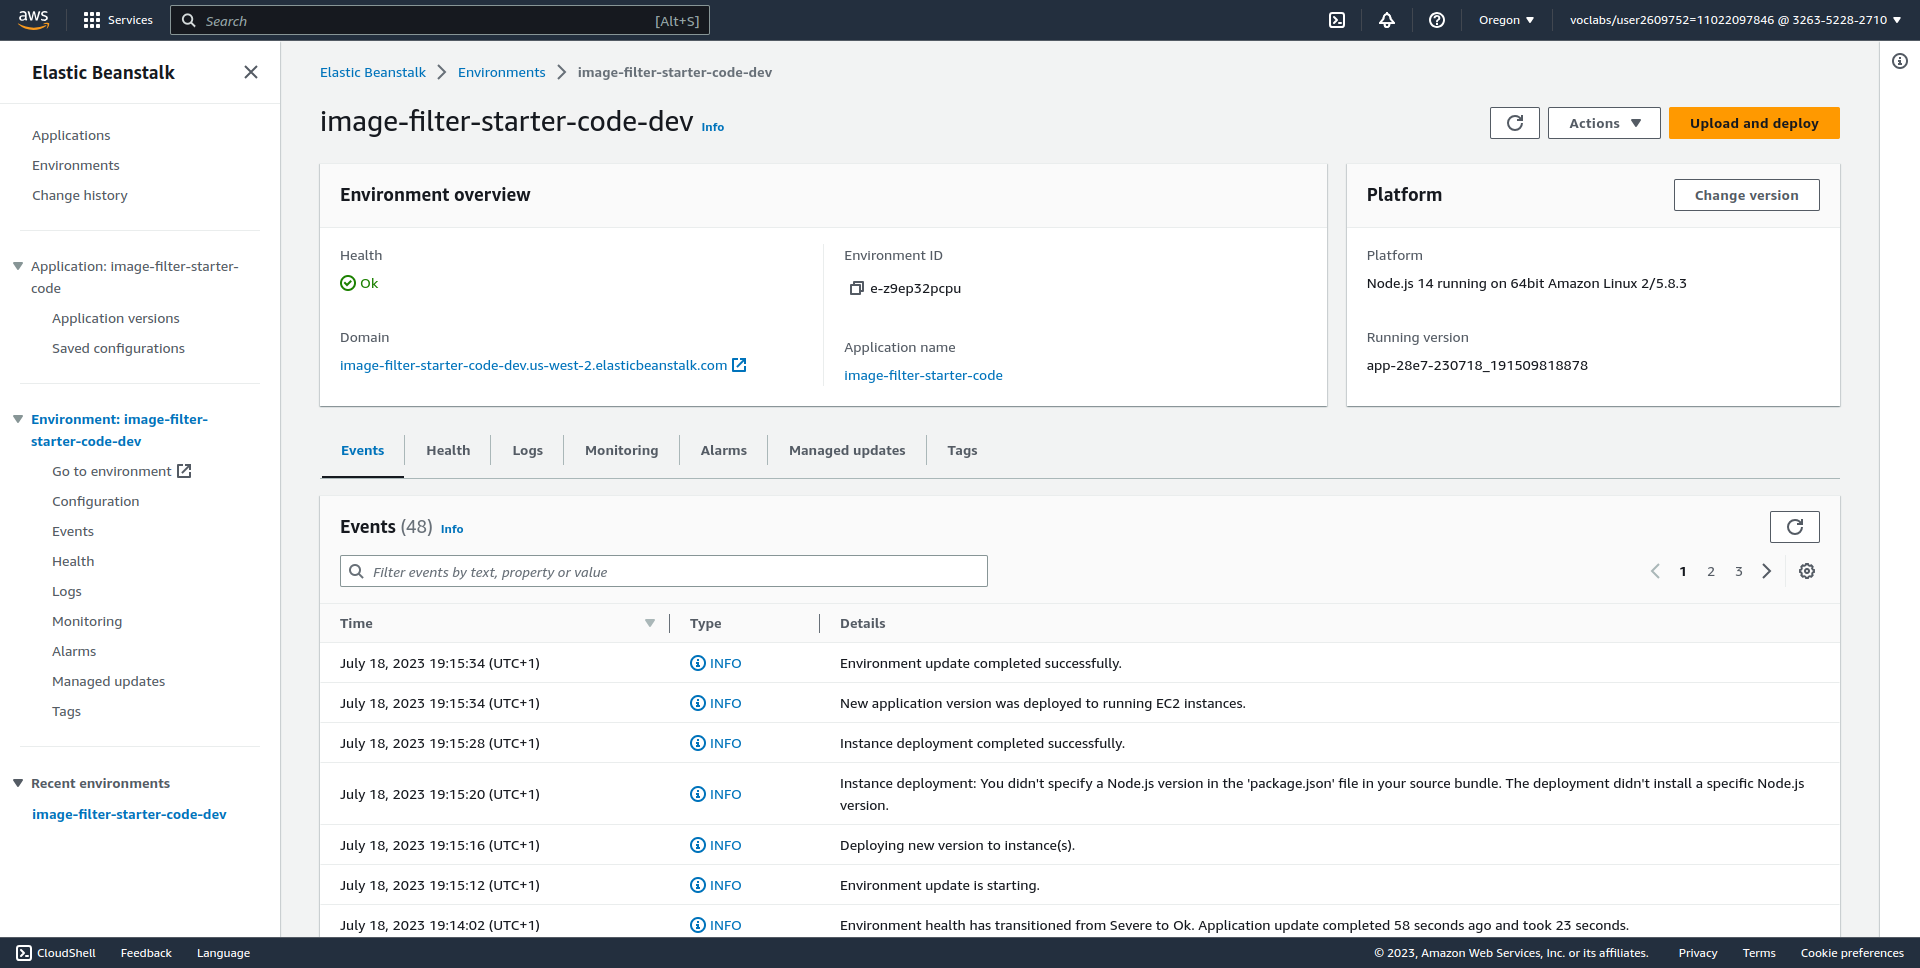 aws Services Search [Alt+S] Oregon voclabs/user2609752=11022097846 @ 3263-5228-2710
Elastic Beanstalk
Applications
Environments
Change history
Application: image-filter-starter-
code
Application versions
Saved configurations
Environment: image-filter-
starter-code-dev
Go to environment
Configuration
Events
Health
Logs
Monitoring
Alarms
Managed updates
Tags
Recent environments
image-filter-starter-code-dev
Elastic Beanstalk Environments image-filter-starter-code-dev
image-filter-starter-code-dev Info
Actions Upload and deploy
Environment overview
Health
Ok
Domain
image-filter-starter-code-dev.us-west-2.elasticbeanstalk.com
Environment ID
e-z9ep32pcpu
Application name
image-filter-starter-code
Platform Change version
Platform
Node.js 14 running on 64bit Amazon Linux 2/5.8.3
Running version
app-28e7-230718_191509818878
Events Health Logs Monitoring Alarms Managed updates Tags
Events (48) Info
Filter events by text, property or value
1 2 3
Time Type Details
July 18, 2023 19:15:34 (UTC+1) INFO Environment update completed successfully.
July 18, 2023 19:15:34 (UTC+1) INFO New application version was deployed to running EC2 instances.
July 18, 2023 19:15:28 (UTC+1) INFO Instance deployment completed successfully.
July 18, 2023 19:15:20 (UTC+1) INFO Instance deployment: You didn't specify a Node.js version in the 'package.json' file in your source bundle. The deployment didn't install a specific Node.js
version.
July 18, 2023 19:15:16 (UTC+1) INFO Deploying new version to instance(s).
July 18, 2023 19:15:12 (UTC+1) INFO Environment update is starting.
July 18, 2023 19:14:02 (UTC+1) INFO Environment health has transitioned from Severe to Ok. Application update completed 58 seconds ago and took 23 seconds.
CloudShell Feedback Language © 2023, Amazon Web Services, Inc. or its affiliates. Privacy Terms Cookie preferences